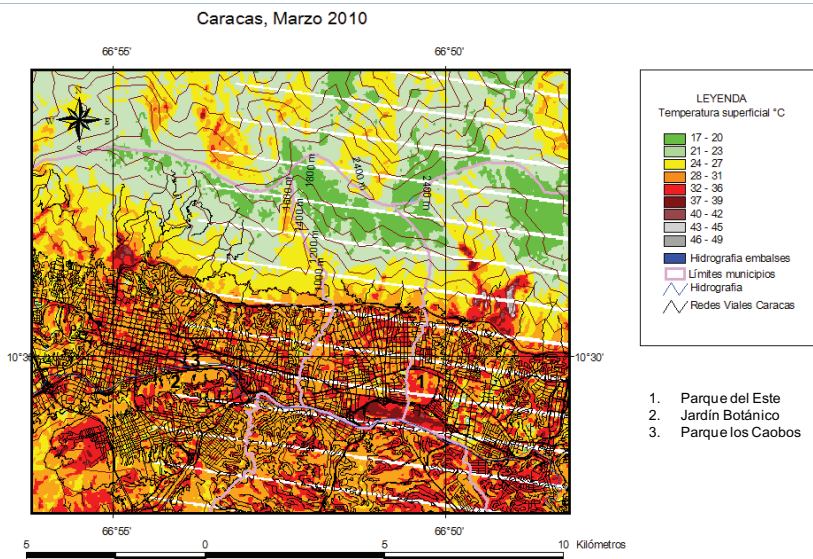 Caracas, Marzo 2010
66°55'
66°50'
N
W E
S
1600 m
1800 m
2400 m
2400 m
1400 m
1200 m
1000 m
10°30'
10°30'
3
2
1
66°55'
66°50'
5 0 5 10 Kilómetros
LEYENDA
Temperatura superficial °C
17 - 20
21 - 23
24 - 27
28 - 31
32 - 36
37 - 39
40 - 42
43 - 45
46 - 49
Hidrografia embalses
Límites municipios
Hidrografia
Redes Viales Caracas
1. Parque del Este
2. Jardín Botánico
3. Parque los Caobos